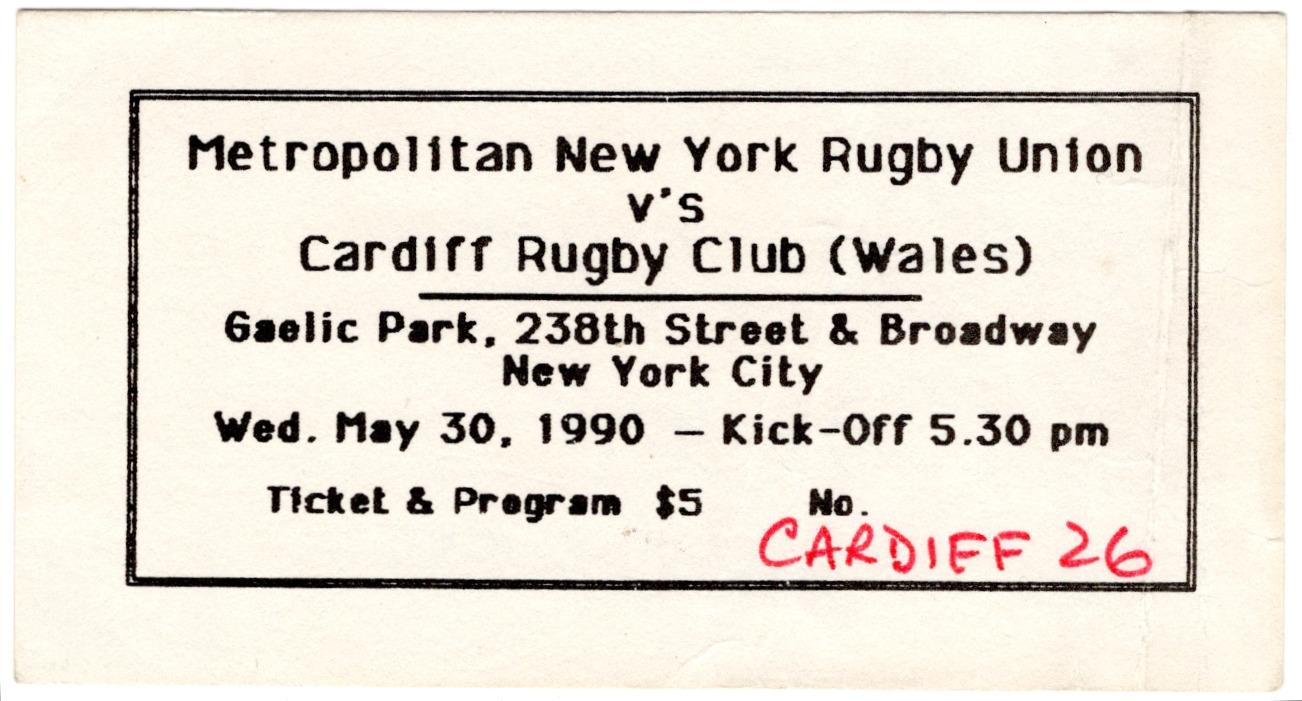 Metropolitan New York Rugby Union
v's
Cardiff Rugby Club (Wales)
Gaelic Park, 238th Street & Broadway
New York City
Wed. May 30, 1990 – Kick-Off 5.30 pm
Ticket & Program $5 No.
CARDIFF 26